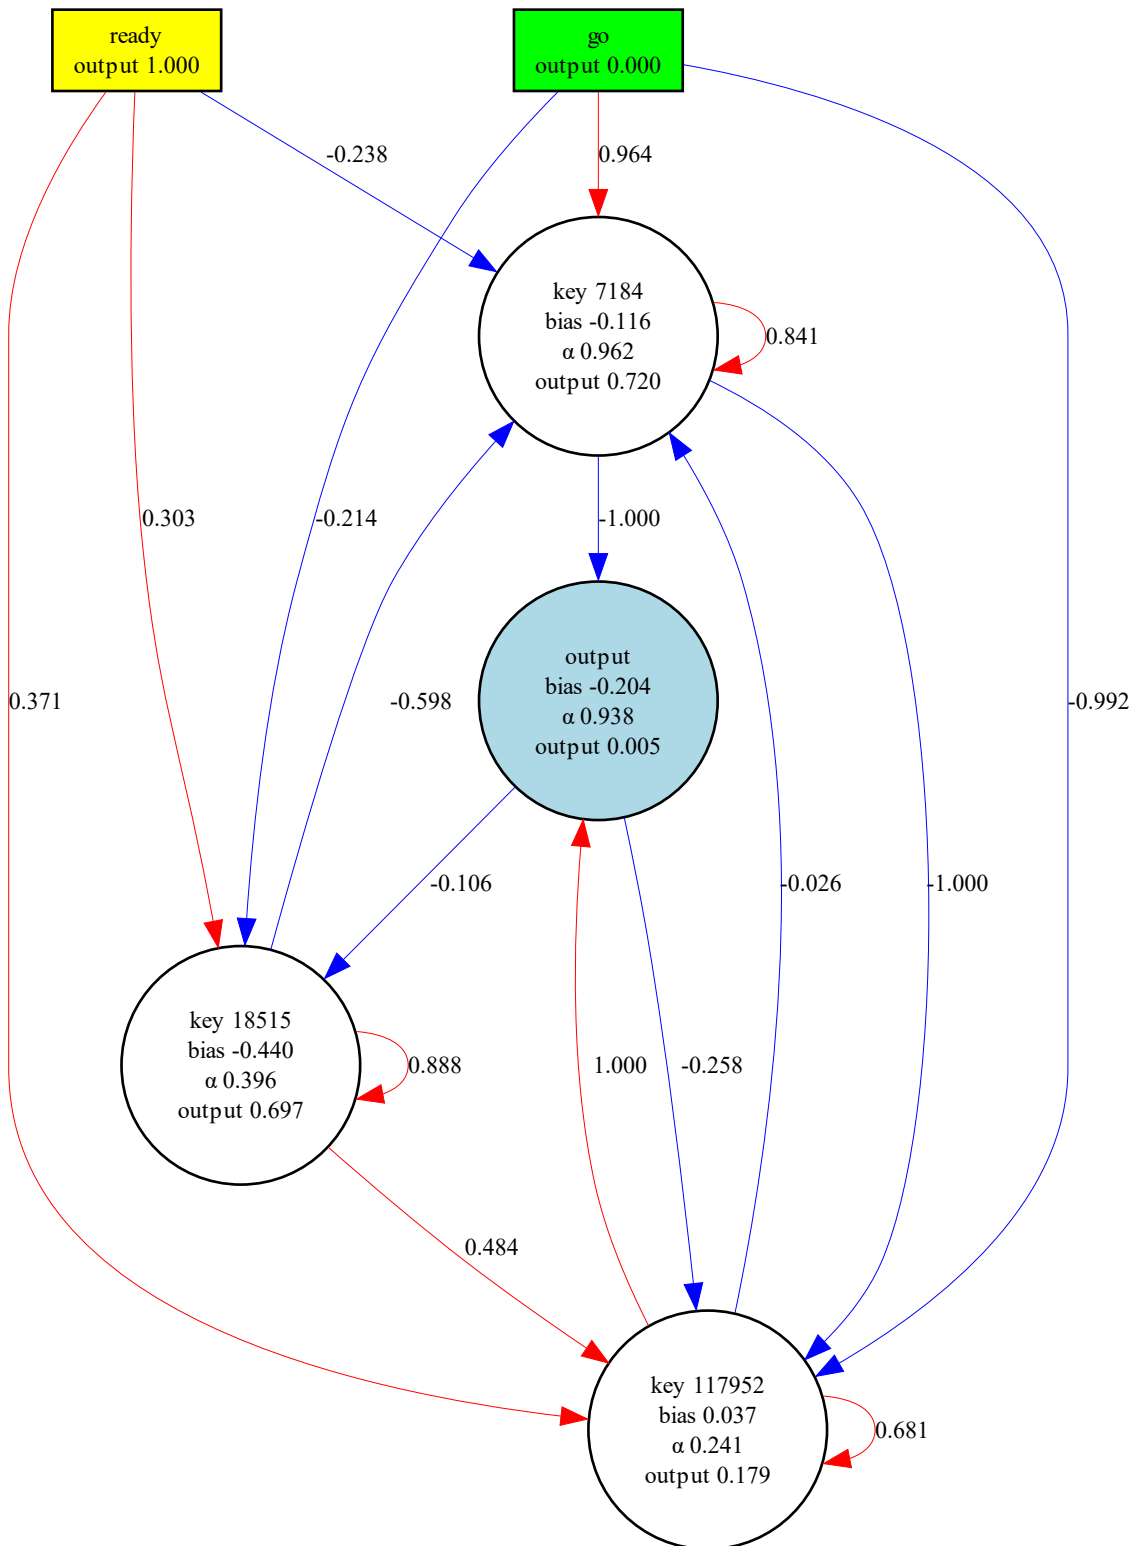 ready
output 1.000
go
output 0.000
-0.238
0.964
key 7184
bias -0.116
α 0.962
output 0.720
0.841
0.303
-0.214
-1.000
output
bias -0.204
α 0.938
output 0.005
0.371
-0.598
-0.992
-0.106
-0.026
-1.000
key 18515
bias -0.440
α 0.396
output 0.697
0.888
1.000
-0.258
0.484
key 117952
bias 0.037
α 0.241
output 0.179
0.681